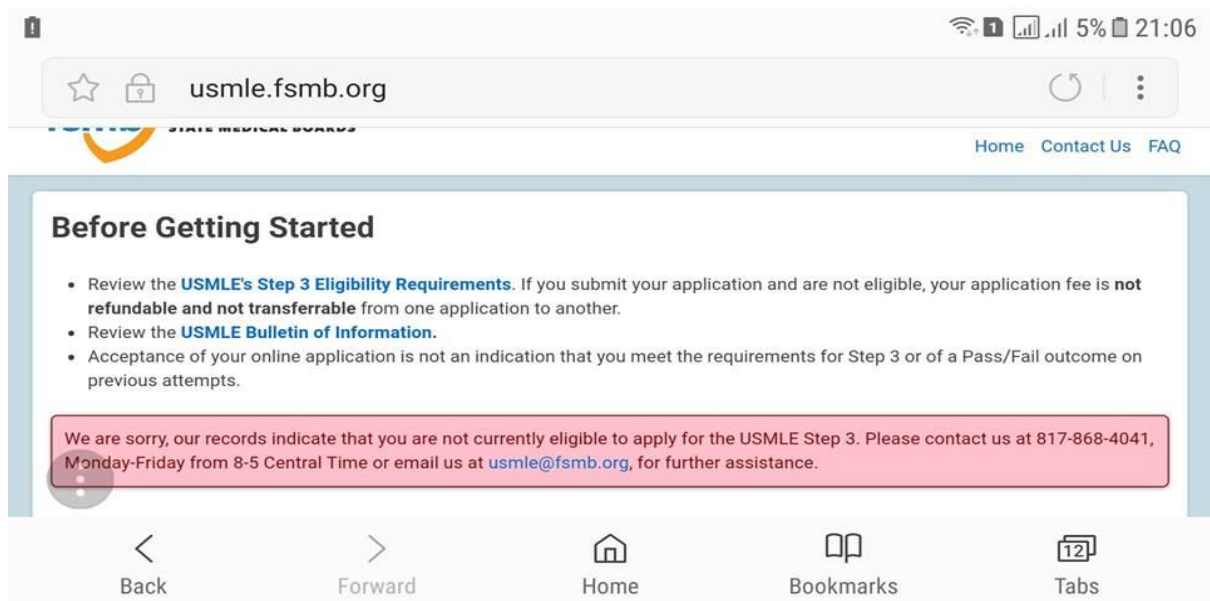 1 5% 21:06
usmle.fsmb.org
STATE MEDICAL BOARDS
Home Contact Us FAQ
Before Getting Started
• Review the USMLE's Step 3 Eligibility Requirements. If you submit your application and are not eligible, your application fee is not
refundable and not transferrable from one application to another.
• Review the USMLE Bulletin of Information.
• Acceptance of your online application is not an indication that you meet the requirements for Step 3 or of a Pass/Fail outcome on
previous attempts.
We are sorry, our records indicate that you are not currently eligible to apply for the USMLE Step 3. Please contact us at 817-868-4041,
Monday-Friday from 8-5 Central Time or email us at usmle@fsmb.org, for further assistance.
12
Back Forward Home Bookmarks Tabs